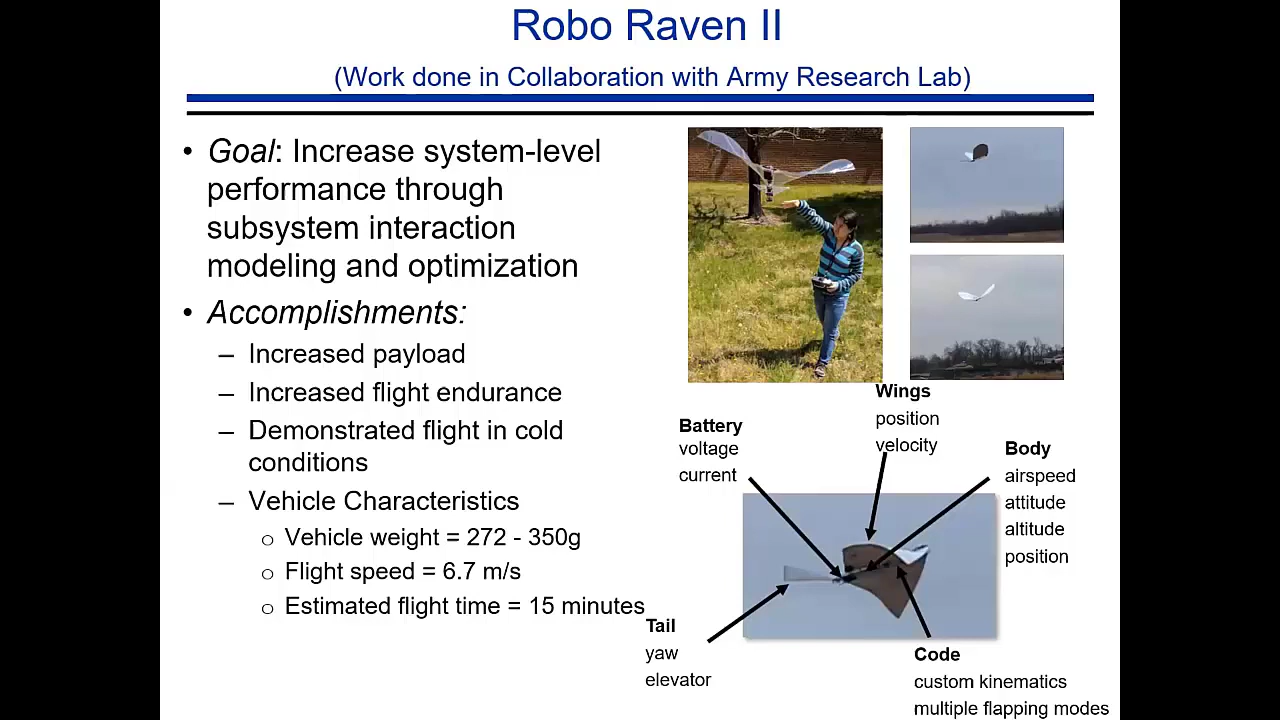 Robo Raven II
(Work done in Collaboration with Army Research Lab)
• Goal: Increase system-level
performance through
subsystem interaction
modeling and optimization
• Accomplishments:
– Increased payload
– Increased flight endurance
– Demonstrated flight in cold
conditions
– Vehicle Characteristics
o Vehicle weight = 272 - 350g
o Flight speed = 6.7 m/s
o Estimated flight time = 15 minutes
Wings
position
velocity
Battery
voltage
current
Body
airspeed
attitude
altitude
position
Tail
yaw
elevator
Code
custom kinematics
multiple flapping modes